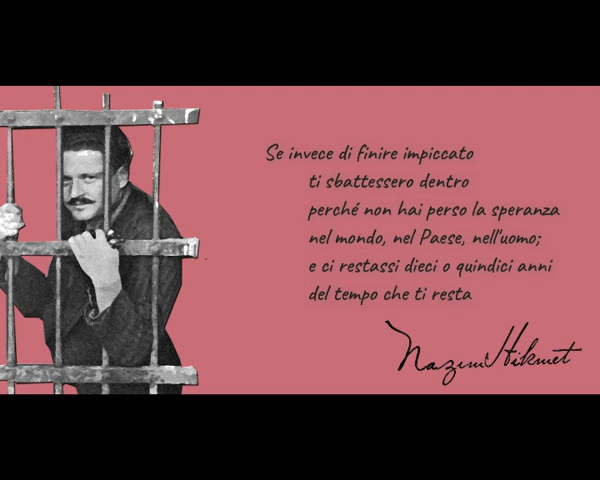 Se invece di finire impiccato
ti sbattessero dentro
perché non hai perso la speranza
nel mondo, nel Paese, nell'uomo;
e ci restassi dieci o quindici anni
del tempo che ti resta
Nazım Hikmet